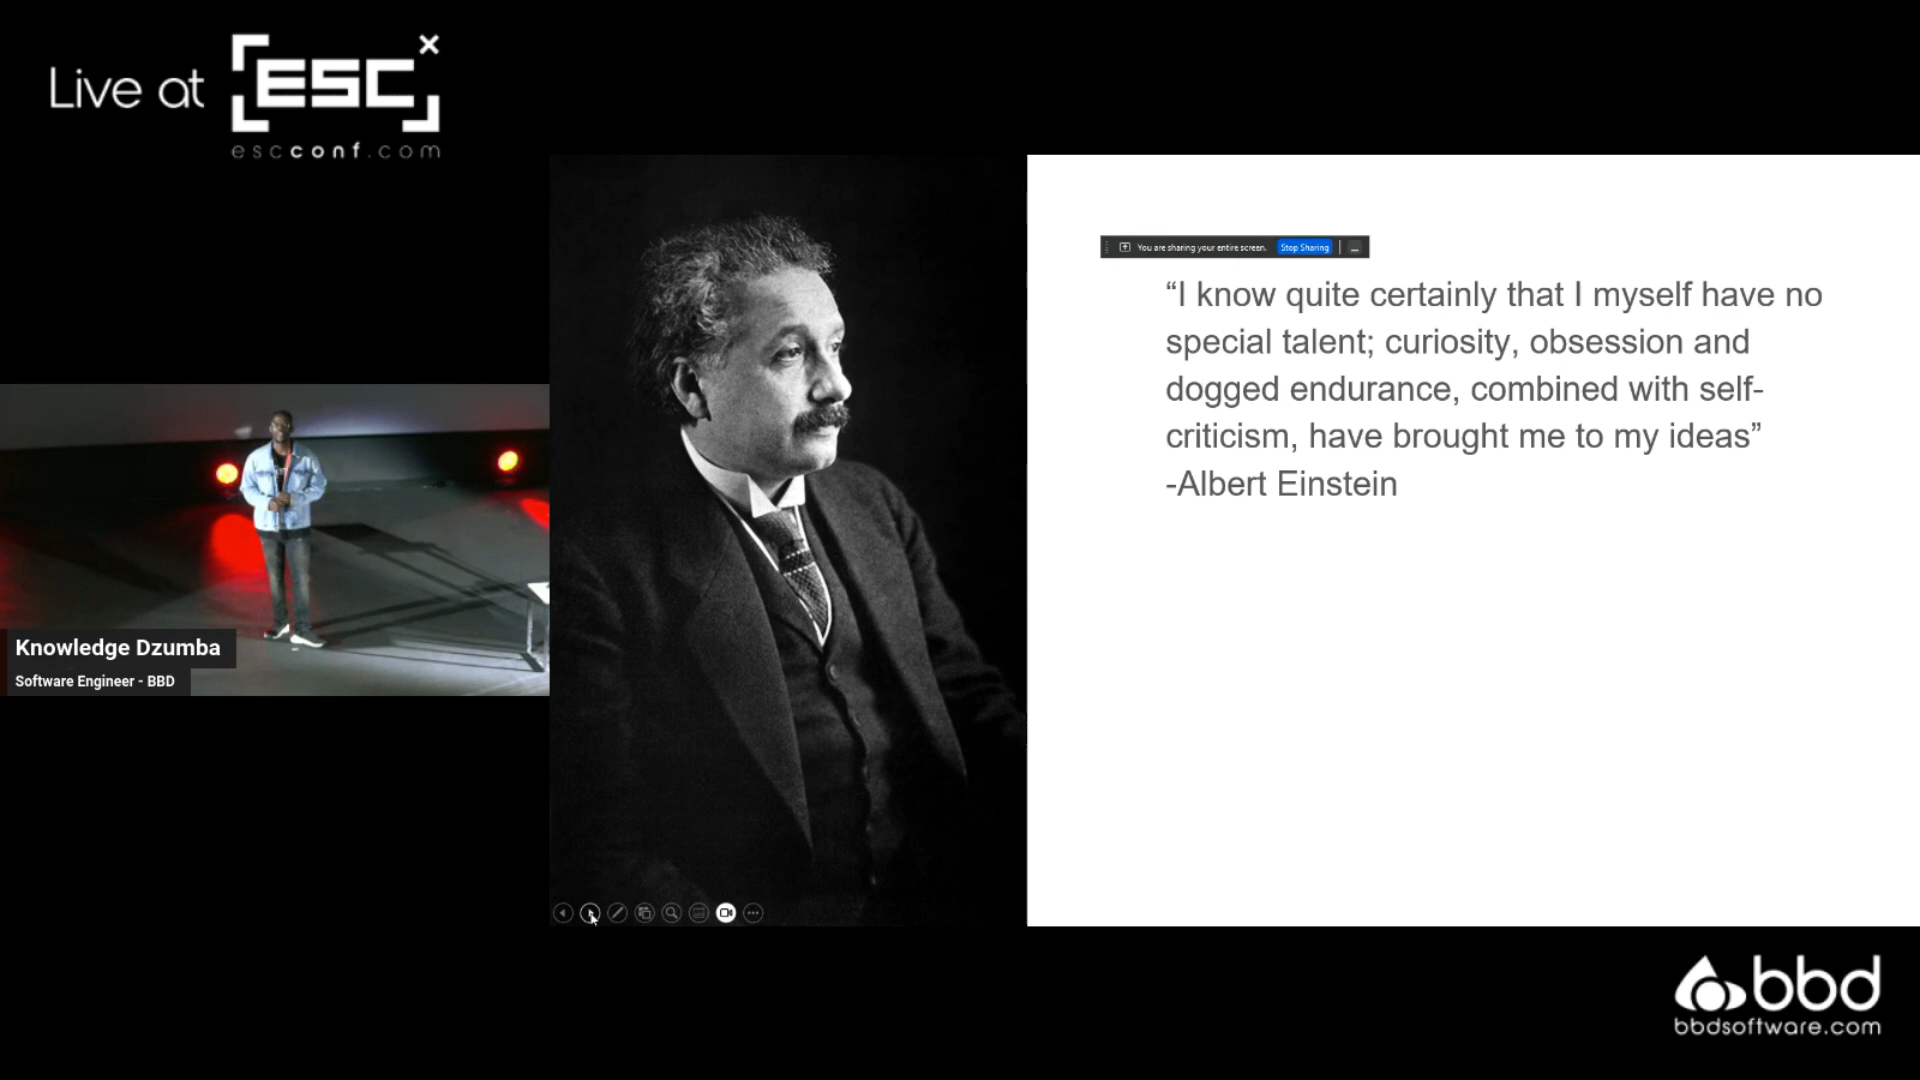 Live at [ESC]
escconf.com
You are sharing your entire screen. Stop Sharing
“I know quite certainly that I myself have no
special talent; curiosity, obsession and
dogged endurance, combined with self-
criticism, have brought me to my ideas”
-Albert Einstein
Knowledge Dzumba
Software Engineer - BBD
bbd
bbdsoftware.com